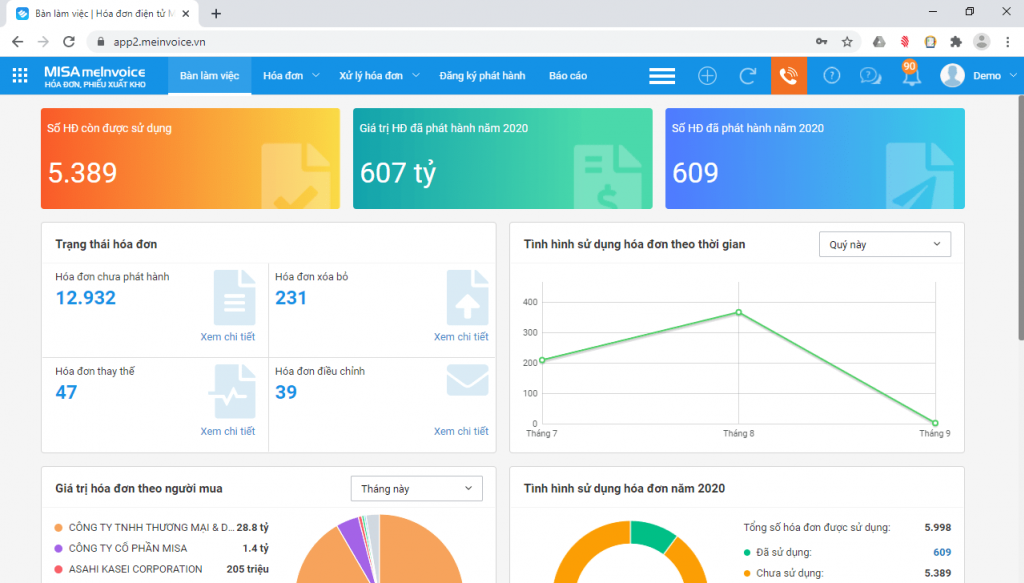 Bàn làm việc | Hóa đơn điện tử M
app2.meinvoice.vn
MISA meInvoice
HÓA ĐƠN, PHIẾU XUẤT KHO
Bàn làm việc
Hóa đơn
Xử lý hóa đơn
Đăng ký phát hành
Báo cáo
90
Demo
Số HĐ còn được sử dụng
5.389
Giá trị HĐ đã phát hành năm 2020
607 tỷ
Số HĐ đã phát hành năm 2020
609
Trạng thái hóa đơn
Hóa đơn chưa phát hành
12.932
Xem chi tiết
Hóa đơn xóa bỏ
231
Xem chi tiết
Hóa đơn thay thế
47
Xem chi tiết
Hóa đơn điều chỉnh
39
Xem chi tiết
Tình hình sử dụng hóa đơn theo thời gian
Quý này
400
300
200
100
0
Tháng 7
Tháng 8
Tháng 9
Giá trị hóa đơn theo người mua
Tháng này
CÔNG TY TNHH THƯƠNG MẠI & D... 28.8 tỷ
CÔNG TY CỔ PHẦN MISA 1.4 tỷ
ASAHI KASEI CORPORATION 205 triệu
Tình hình sử dụng hóa đơn năm 2020
Tổng số hóa đơn được sử dụng: 5.998
Đã sử dụng: 609
Chưa sử dụng: 5.389